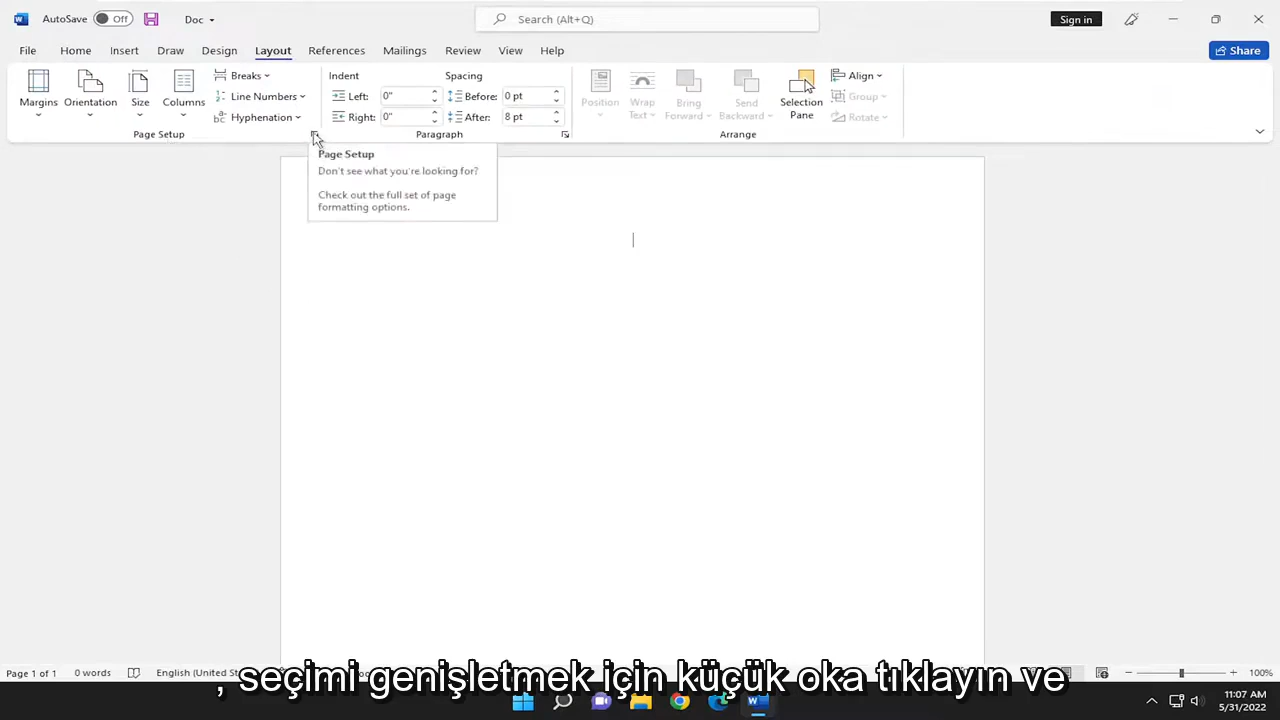 AutoSave Off Doc Search (Alt+Q) Sign in
File Home Insert Draw Design Layout References Mailings Review View Help Share
Margins Orientation Size Columns
Breaks
Line Numbers
Hyphenation
Page Setup
Indent Spacing
Left: 0" Before: 0 pt
Right: 0" After: 8 pt
Paragraph
Position Wrap Text Bring Forward Send Backward Selection Pane
Align
Group
Rotate
Arrange
Page Setup
Don't see what you're looking for?
Check out the full set of page
formatting options.
Page 1 of 1 0 words English (United Stat 100%
, seçimi genişletmek için küçük oka tıklayın ve
11:07 AM
5/31/2022